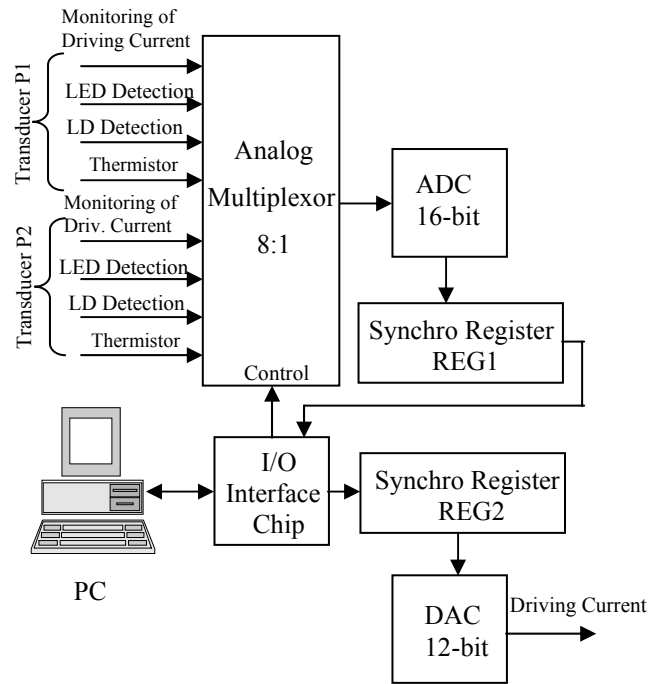 Monitoring of
Driving Current
LED Detection
LD Detection
Thermistor
Transducer P1
Monitoring of
Driv. Current
LED Detection
LD Detection
Thermistor
Transducer P2
Analog
Multiplexor
8:1
Control
ADC
16-bit
Synchro Register
REG1
I/O
Interface
Chip
Synchro Register
REG2
PC
DAC
12-bit
Driving Current